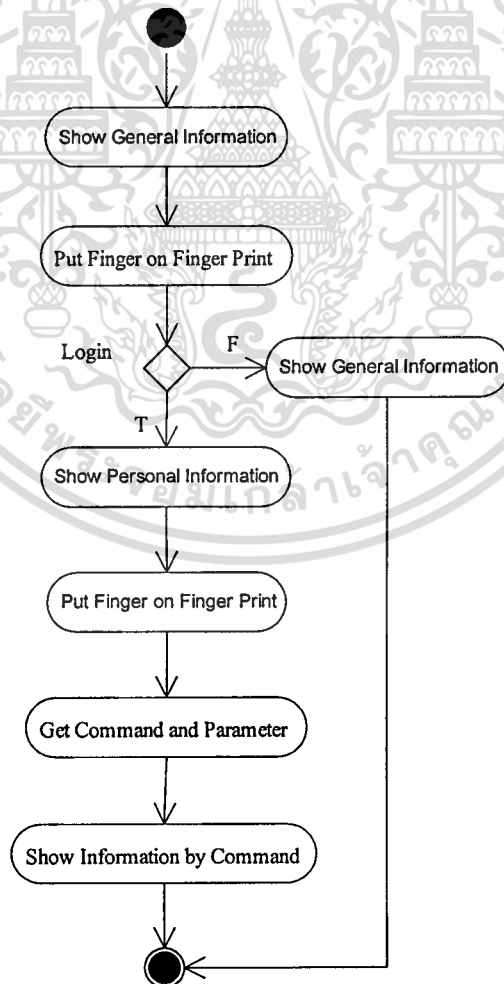 Show General Information
Put Finger on Finger Print
Login
F
Show General Information
T
Show Personal Information
Put Finger on Finger Print
Get Command and Parameter
Show Information by Command